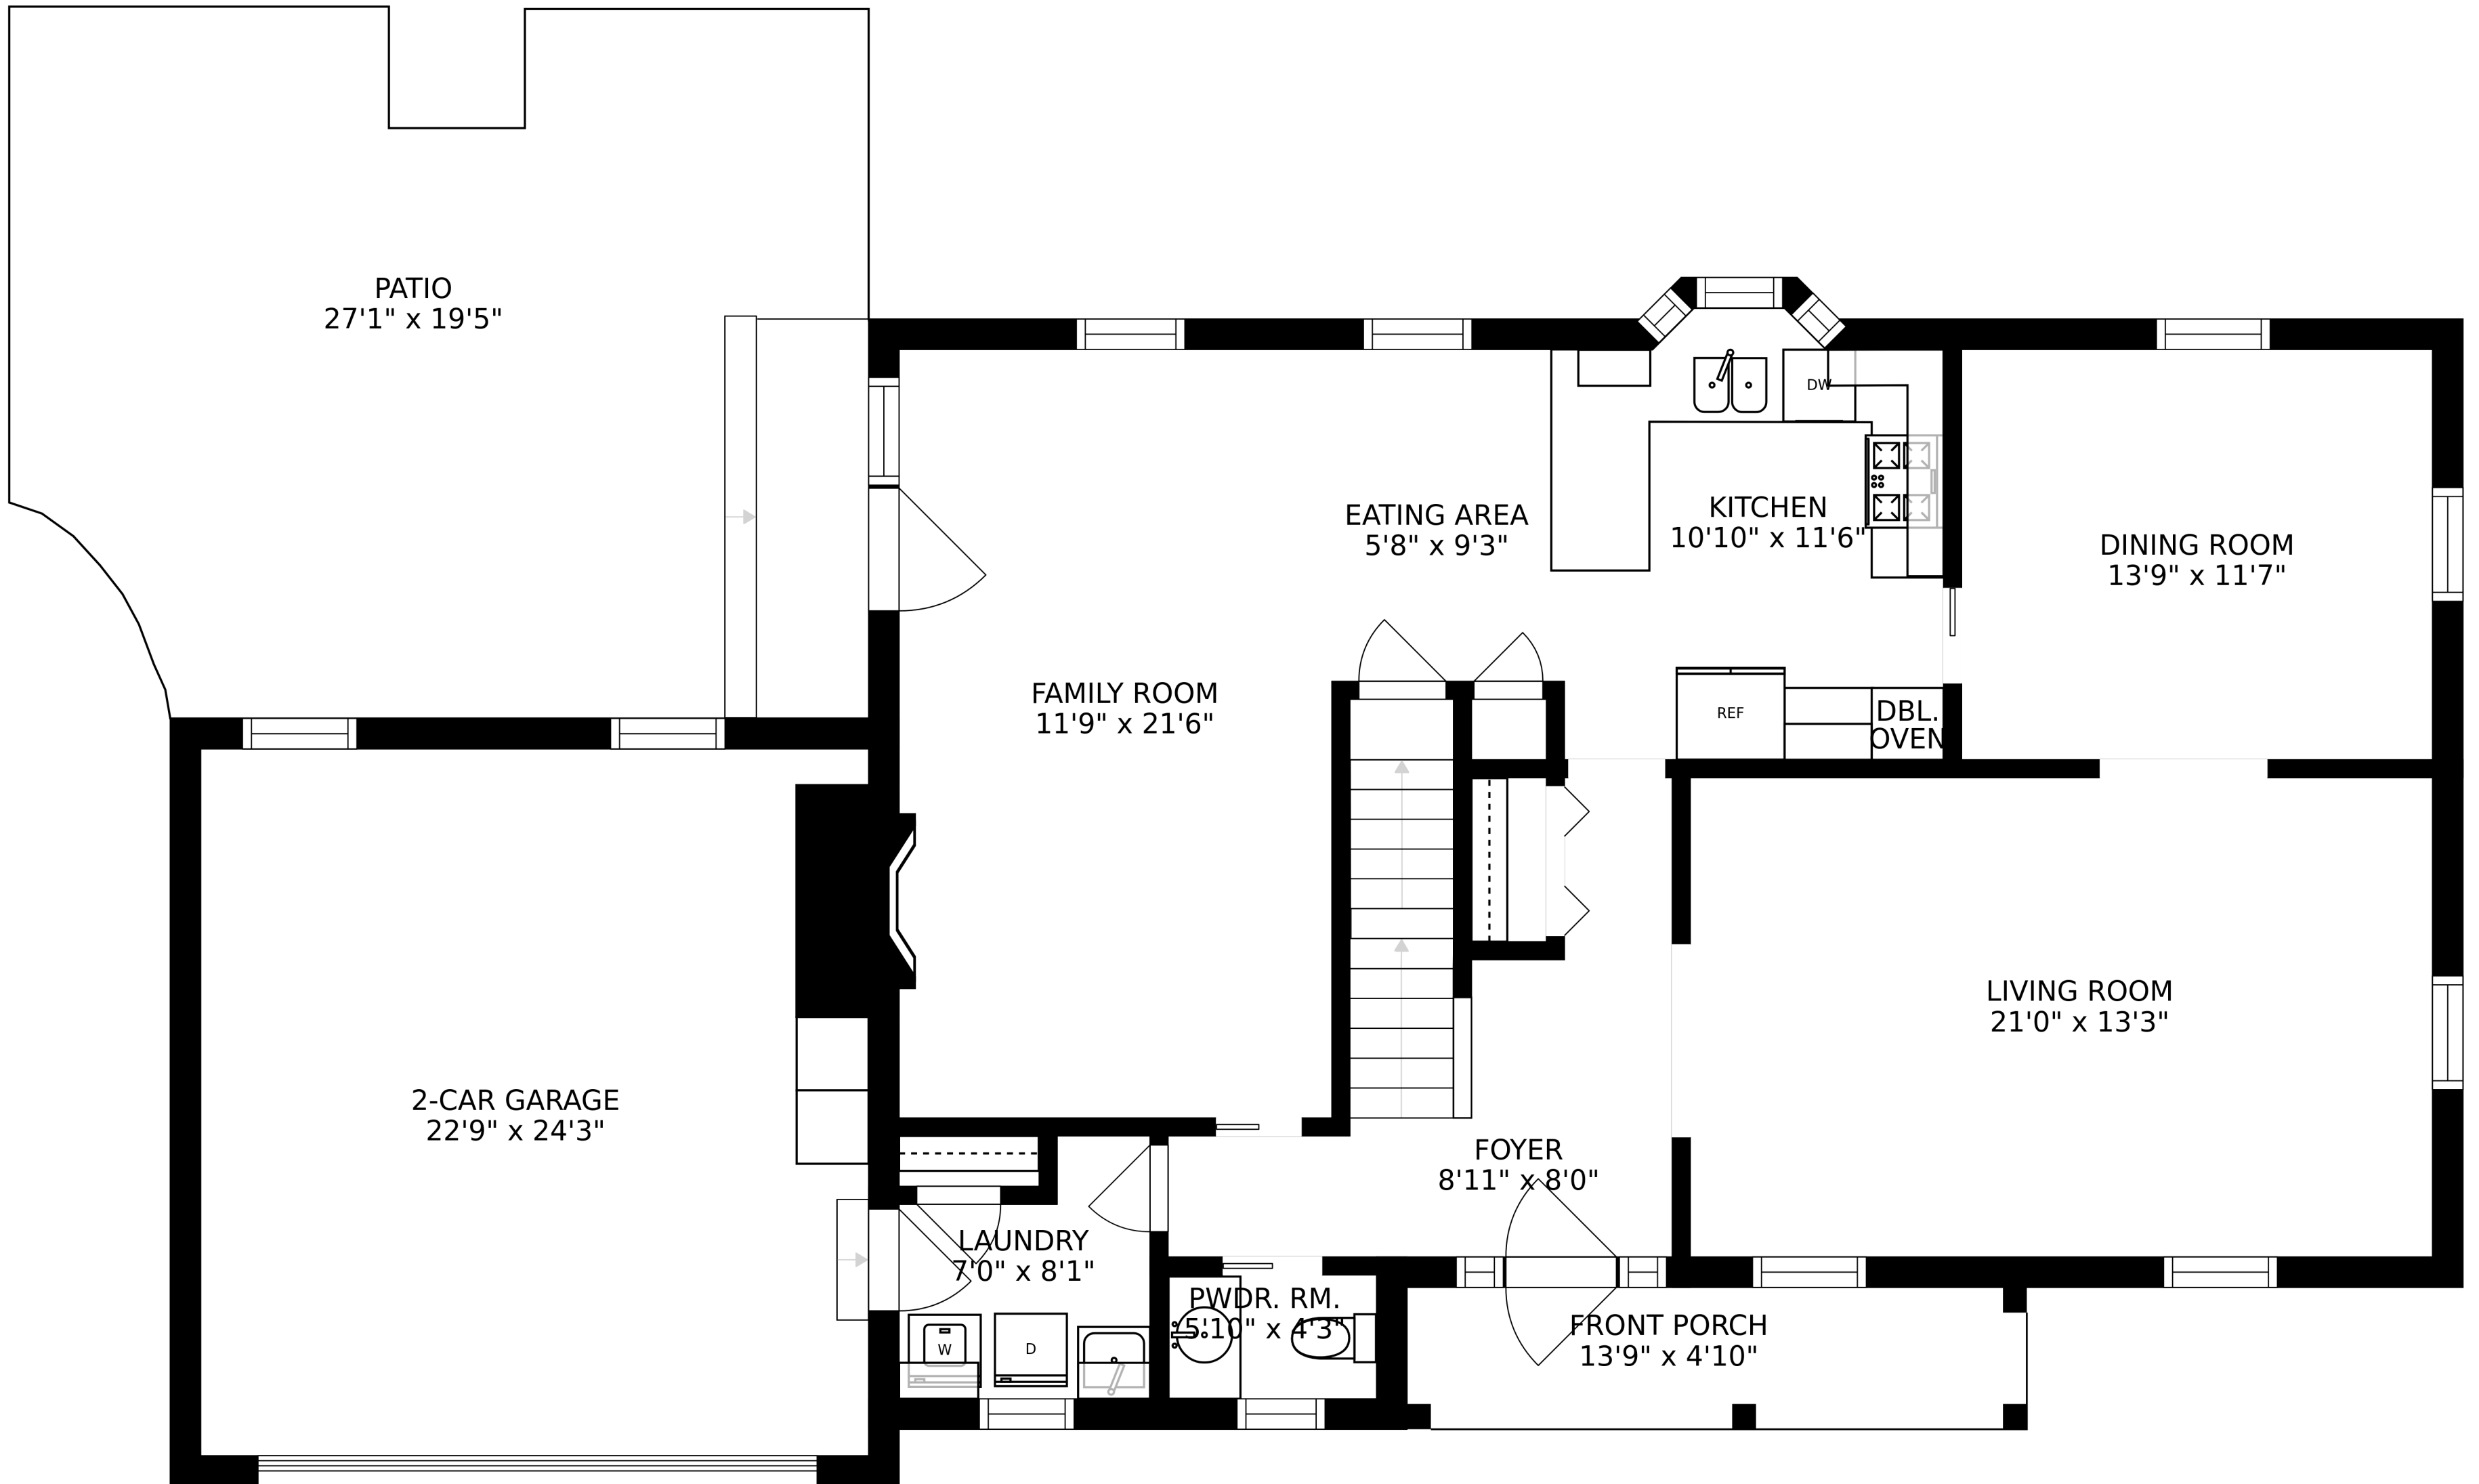 PATIO
27'1" x 19'5"
DW
EATING AREA
5'8" x 9'3"
KITCHEN
10'10" x 11'6"
DINING ROOM
13'9" x 11'7"
FAMILY ROOM
11'9" x 21'6"
REF
DBL.
OVEN
LIVING ROOM
21'0" x 13'3"
2-CAR GARAGE
22'9" x 24'3"
FOYER
8'11" x 8'0"
LAUNDRY
7'0" x 8'1"
PWDR. RM.
5'10" x 4'3"
FRONT PORCH
13'9" x 4'10"
W
D